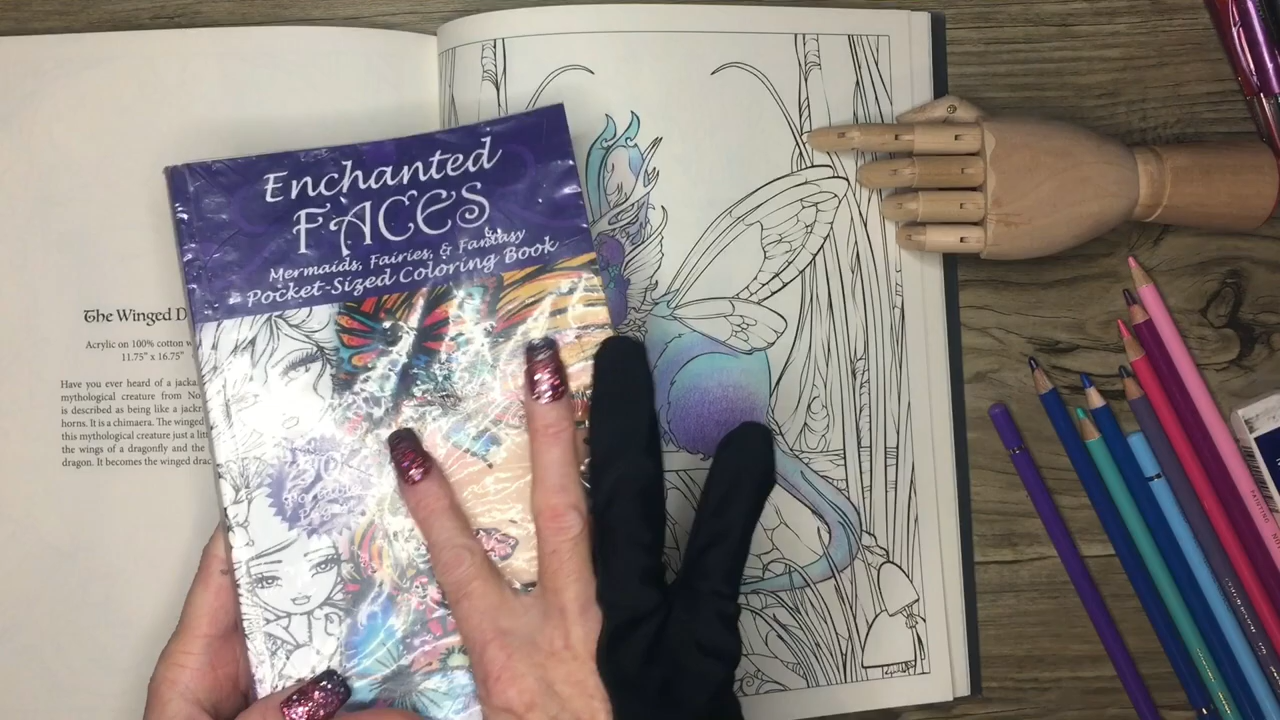 Enchanted
FACES
Mermaids, Fairies, & Fantasy
Pocket-Sized Coloring Book
The Winged D
Acrylic on 100% cotton w
11.75" x 16.75"
Have you ever heard of a jacka
mythological creature from No
is described as being like a jackr
horns. It is a chimaera. The winged
this mythological creature just a litt
the wings of a dragonfly and the
dragon. It becomes the winged drac